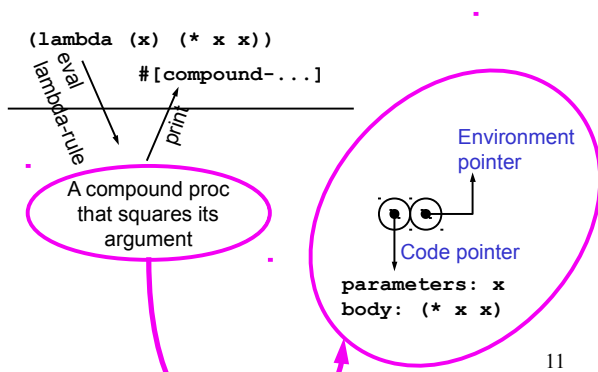 (lambda (x) (* x x))
#[compound-...]
eval
lambda-rule
print
A compound proc
that squares its
argument
Environment
pointer
Code pointer
parameters: x
body: (* x x)
11